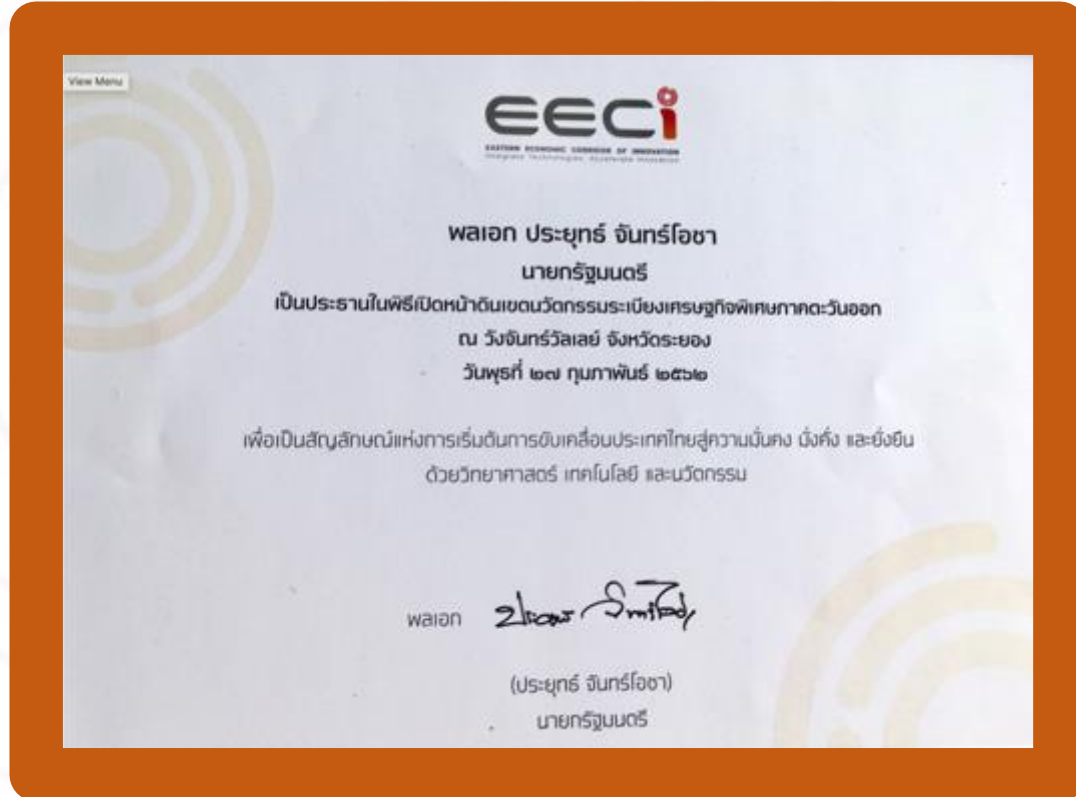 View Menu
EECi
EASTERN ECONOMIC CORRIDOR OF INNOVATION
Integrate Technologies, Accelerate Innovation
พลเอก ประยุทธ์ จันทร์โอชา
นายกรัฐมนตรี
เป็นประธานในพิธีเปิดหน้าดินเขตนวัตกรรมระเบียงเศรษฐกิจพิเศษภาคตะวันออก
ณ วังจันทร์วัลเลย์ จังหวัดระยอง
วันพุธที่ ๒๗ กุมภาพันธ์ ๒๕๖๒
เพื่อเป็นสัญลักษณ์แห่งการเริ่มต้นการขับเคลื่อนประเทศไทยสู่ความมั่นคง มั่งคั่ง และยั่งยืน
ด้วยวิทยาศาสตร์ เทคโนโลยี และนวัตกรรม
พลเอก
(ประยุทธ์ จันทร์โอชา)
นายกรัฐมนตรี